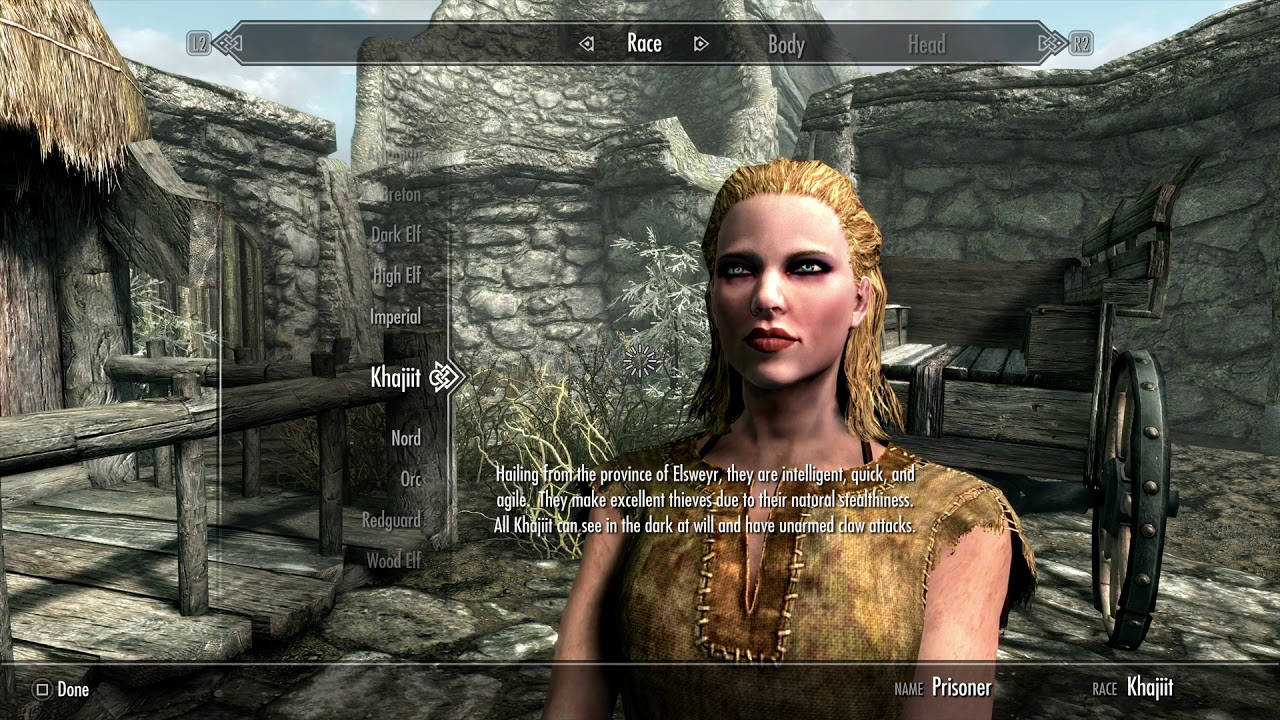 L2
Race
Body
Head
R2
Breton
Dark Elf
High Elf
Imperial
Khajiit
Nord
Orc
Redguard
Wood Elf
Hailing from the province of Elsweyr, they are intelligent, quick, and
agile. They make excellent thieves due to their natural stealthiness.
All Khajiit can see in the dark at will and have unarmed claw attacks.
Done
NAME Prisoner
RACE Khajiit